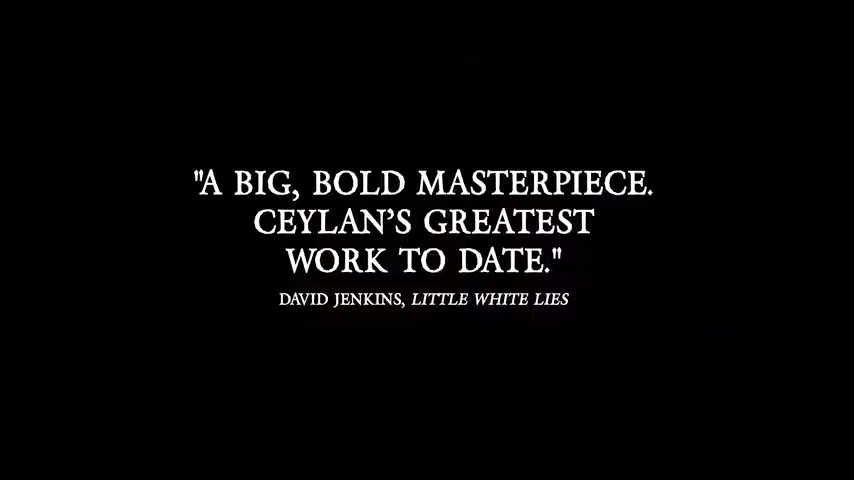 "A BIG, BOLD MASTERPIECE.
CEYLAN’S GREATEST
WORK TO DATE."
DAVID JENKINS, LITTLE WHITE LIES